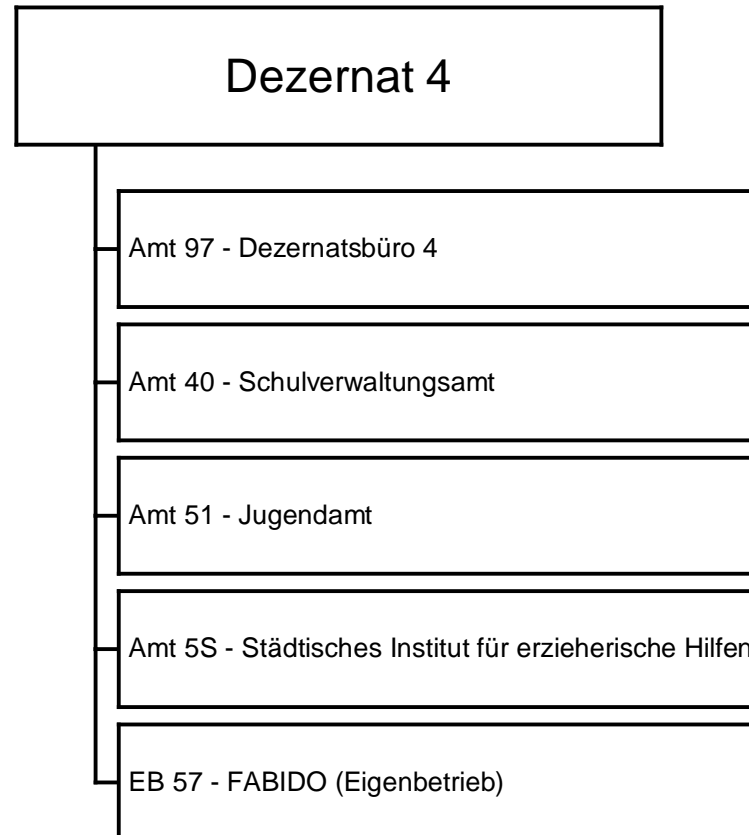 Dezernat 4
Amt 97 - Dezernatsbüro 4
Amt 40 - Schulverwaltungsamt
Amt 51 - Jugendamt
Amt 5S - Städtisches Institut für erzieherische Hilfen
EB 57 - FABIDO (Eigenbetrieb)